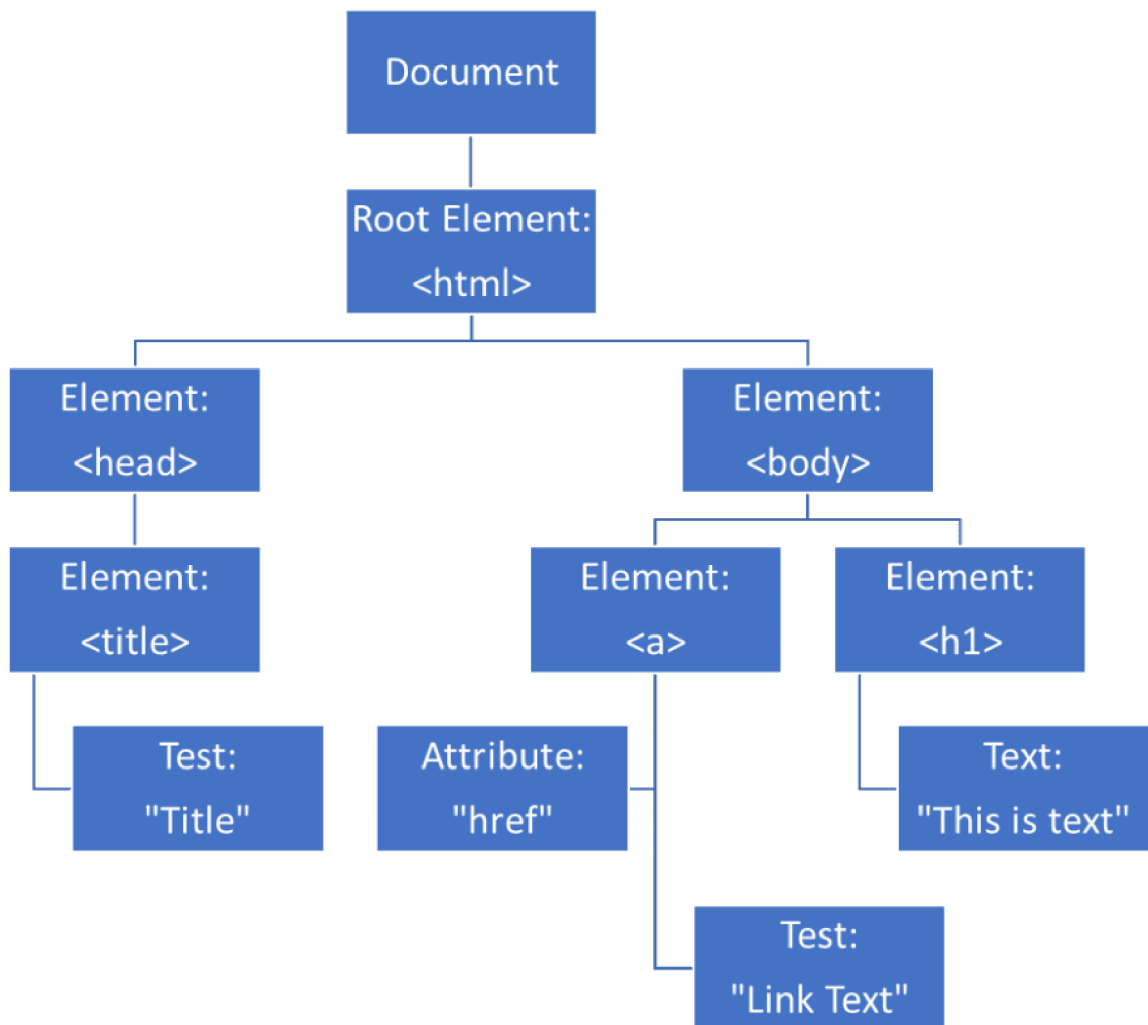 Document
Root Element:
<html>
Element:
<head>
Element:
<body>
Element:
<title>
Element:
<a>
Element:
<h1>
Test:
"Title"
Attribute:
"href"
Text:
"This is text"
Test:
"Link Text"